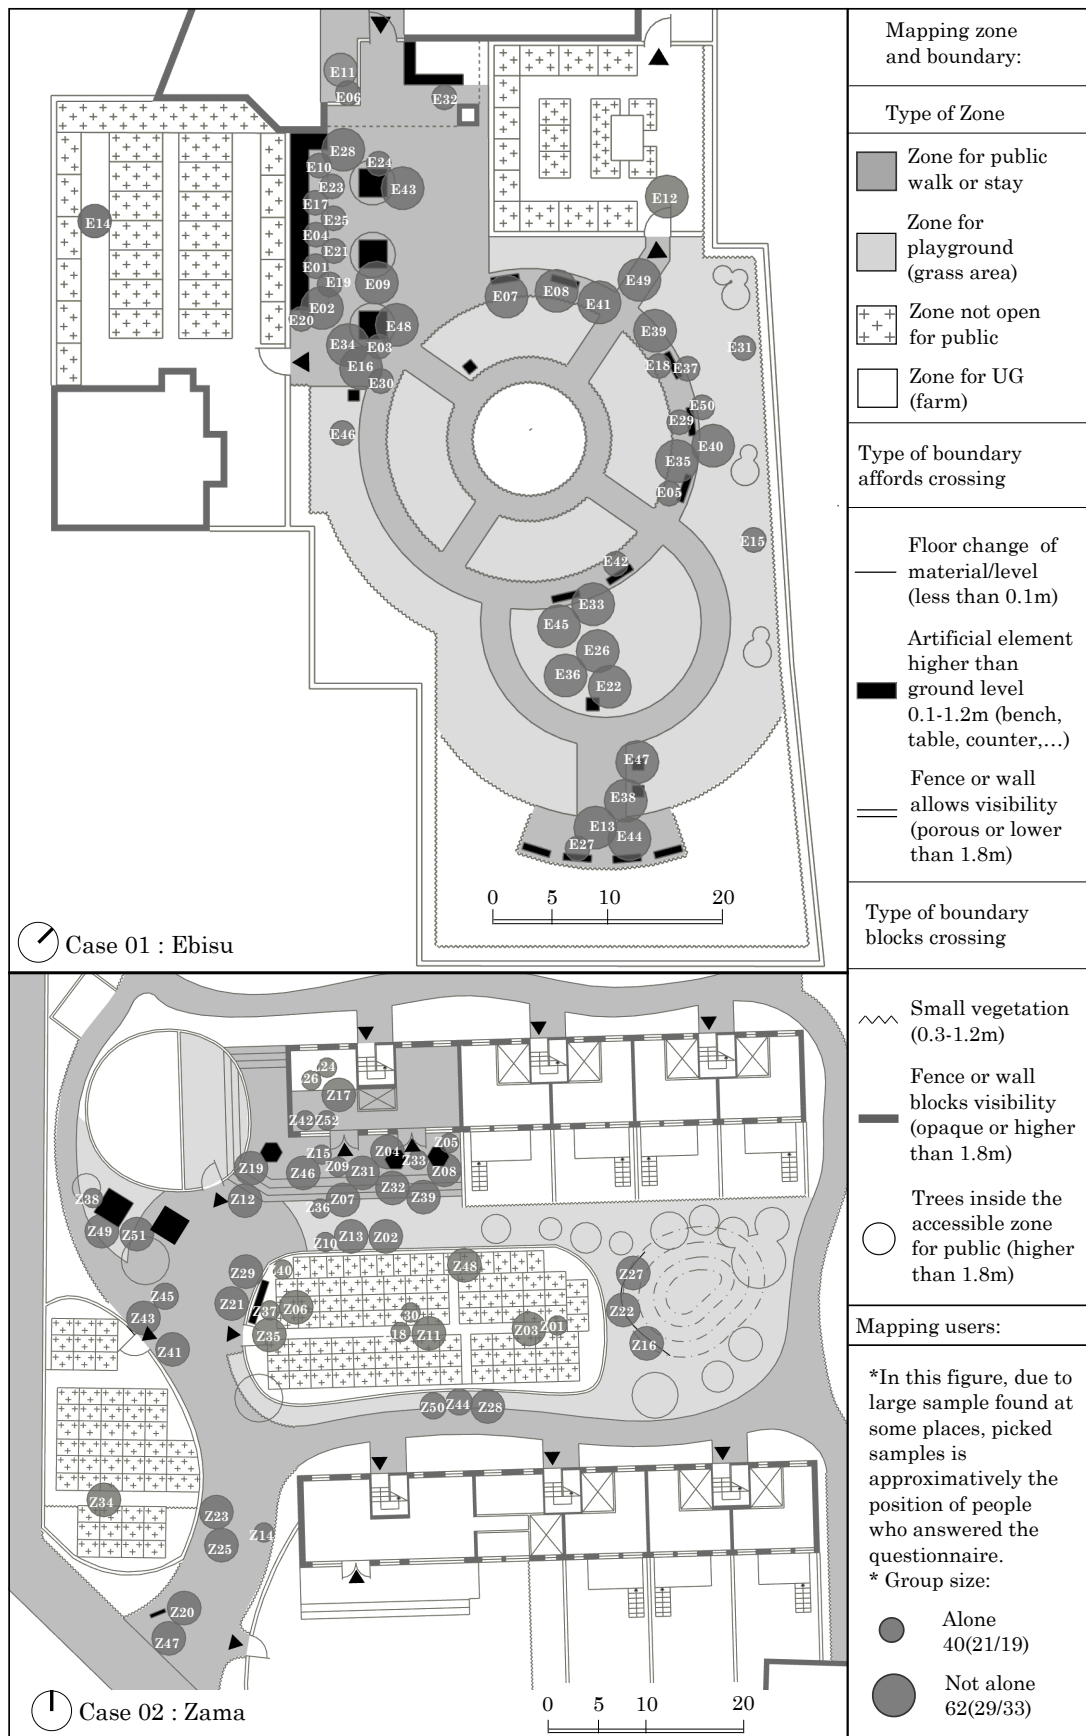 E11
E06
E32
E28
E24
E10
E43
E23
E17
E25
E04
E21
E01
E19
E09
E02
E20
E48
E34
E03
E16
E30
E46
E14
E12
E49
E07
E08
E41
E39
E31
E18
E37
E50
E29
E40
E35
E05
E15
E42
E33
E45
E26
E36
E22
E47
E38
E13
E44
E27
0 5 10 20
Case 01 : Ebisu
Z24
Z26
Z17
Z42
Z52
Z15
Z04
Z05
Z19
Z46
Z09
Z31
Z33
Z08
Z38
Z12
Z36
Z07
Z32
Z39
Z49
Z51
Z10
Z13
Z02
Z29
Z40
Z48
Z27
Z45
Z21
Z37
Z06
Z43
Z35
30
18
Z11
Z03
Z01
Z22
Z41
Z16
Z50
Z44
Z28
Z34
Z23
Z14
Z25
Z20
Z47
0 5 10 20
Case 02 : Zama
Mapping zone
and boundary:
Type of Zone
Zone for public
walk or stay
Zone for
playground
(grass area)
Zone not open
for public
Zone for UG
(farm)
Type of boundary
affords crossing
Floor change of
material/level
(less than 0.1m)
Artificial element
higher than
ground level
0.1-1.2m (bench,
table, counter,…)
Fence or wall
allows visibility
(porous or lower
than 1.8m)
Type of boundary
blocks crossing
Small vegetation
(0.3-1.2m)
Fence or wall
blocks visibility
(opaque or higher
than 1.8m)
Trees inside the
accessible zone
for public (higher
than 1.8m)
Mapping users:
*In this figure, due to
large sample found at
some places, picked
samples is
approximatively the
position of people
who answered the
questionnaire.
* Group size:
Alone
40(21/19)
Not alone
62(29/33)